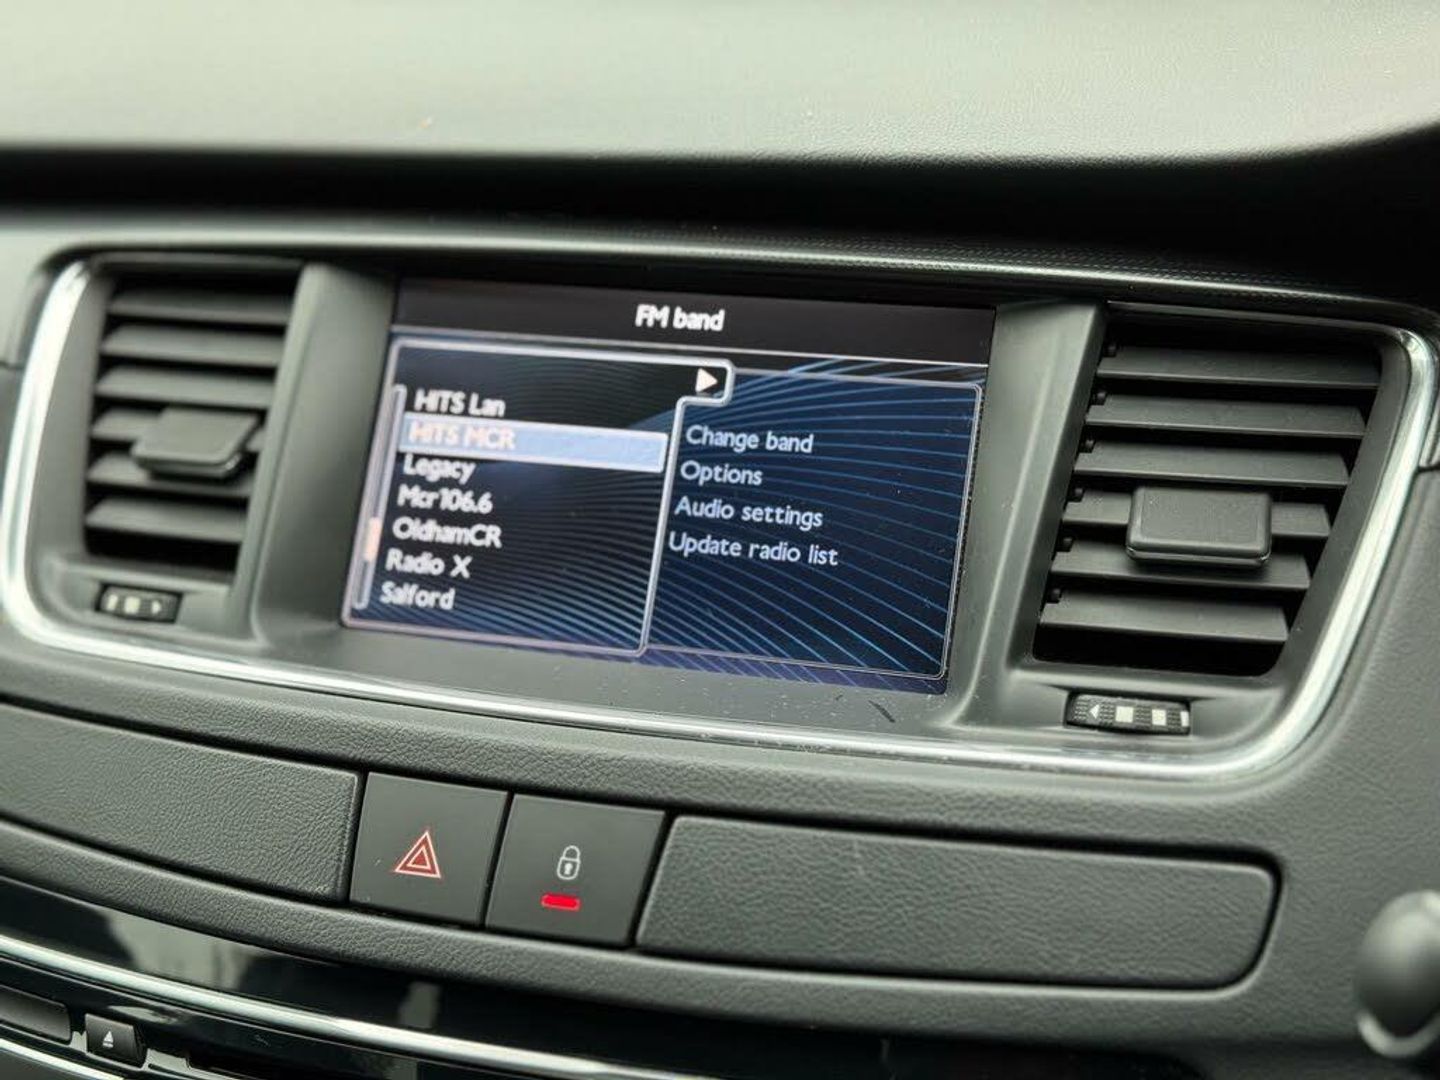 FM band
HITS Lan
HITS MCR
Legacy
Mcr106.6
OldhamCR
Radio X
Salford
Change band
Options
Audio settings
Update radio list